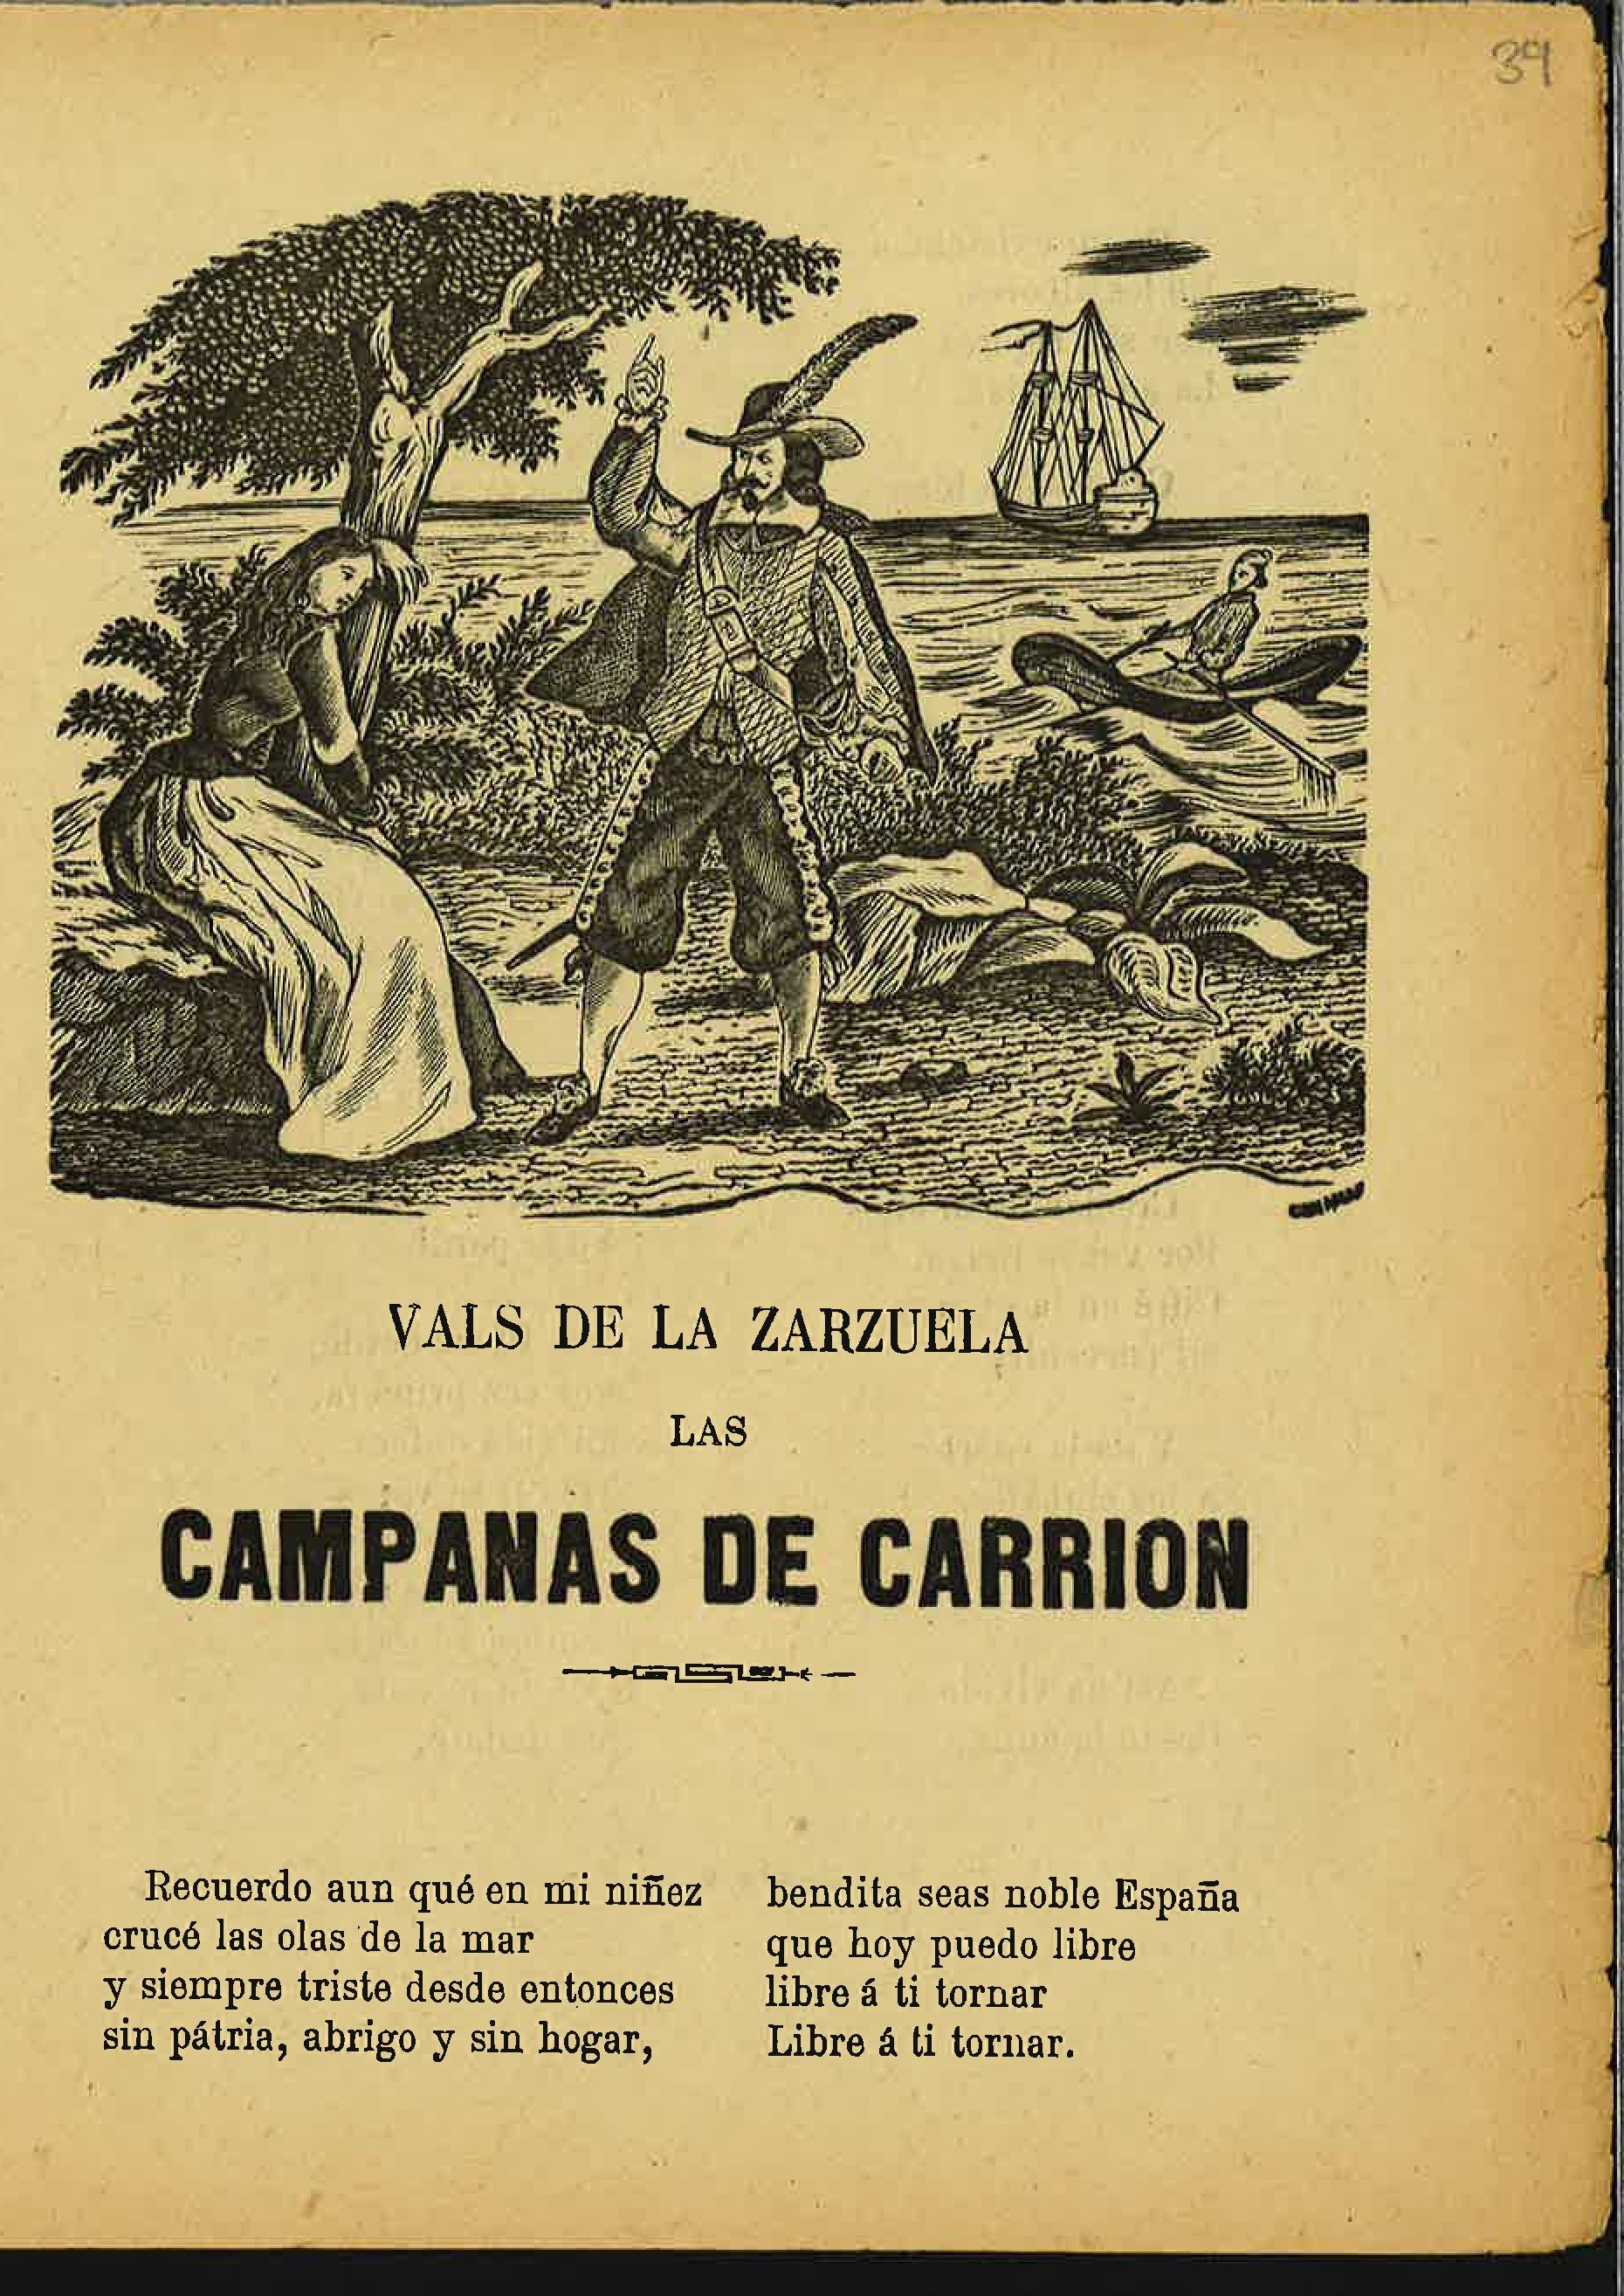 39
VALS DE LA ZARZUELA
LAS
CAMPANAS DE CARRION
Recuerdo aun qué en mi niñez
crucé las olas de la mar
y siempre triste desde entonces
sin pátria, abrigo y sin hogar,
bendita seas noble España
que hoy puedo libre
libre á ti tornar
Libre á ti tornar.